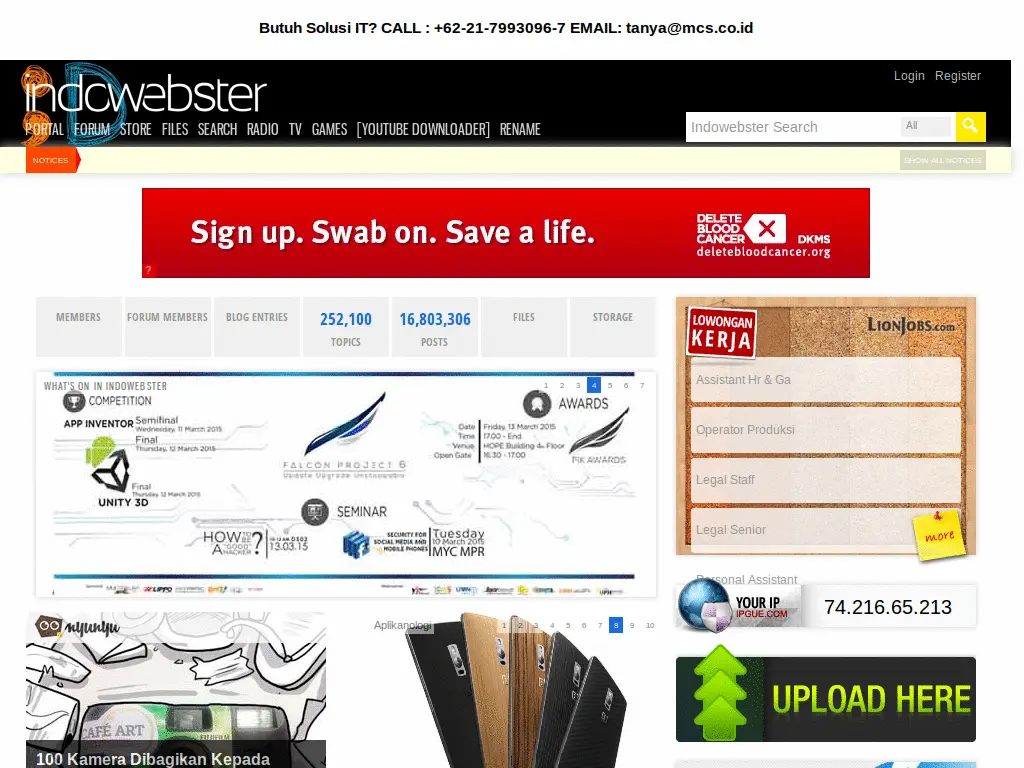 Butuh Solusi IT? CALL : +62-21-7993096-7 EMAIL: tanya@mcs.co.id
indowebster
Login Register
PORTAL FORUM STORE FILES SEARCH RADIO TV GAMES [YOUTUBE DOWNLOADER] RENAME
Indowebster Search All
NOTICES SHOW ALL NOTICES
Sign up. Swab on. Save a life.
DELETE BLOOD CANCER DKMS
deletebloodcancer.org
?
MEMBERS FORUM MEMBERS BLOG ENTRIES 252,100 16,803,306 FILES STORAGE
TOPICS POSTS
WHAT'S ON IN INDOWEBSTER 1 2 3 4 5 6 7
COMPETITION
APP INVENTOR
Semifinal
Wednesday, 11 March 2015
Final
Thursday, 12 March 2015
Final
Thursday, 12 March 2015
UNITY 3D
FALCON PROJECT 6
Update Upgrade Unstoppable
AWARDS
Date Friday, 13 March 2015
Time 17.00 - End
Venue HOPE Building 4th Floor
Open Gate 16.30 - 17.00
FIK AWARDS
SEMINAR
HOW TO BE A "GOOD" HACKER?
13.03.15
SECURITY FOR SOCIAL MEDIA AND MOBILE PHONES
Tuesday
10 March 2015
MYC MPR
LIPPO
LOWONGAN KERJA
LIONJOBS.com
Assistant Hr & Ga
Operator Produksi
Legal Staff
Legal Senior
more
Personal Assistant
YOUR IP
IPGUE.COM
74.216.65.213
UPLOAD HERE
nyunyu
CAFÉ ART
FUJIFILM
100 Kamera Dibagikan Kepada
Aplikanologi 1 2 3 4 5 6 7 8 9 10